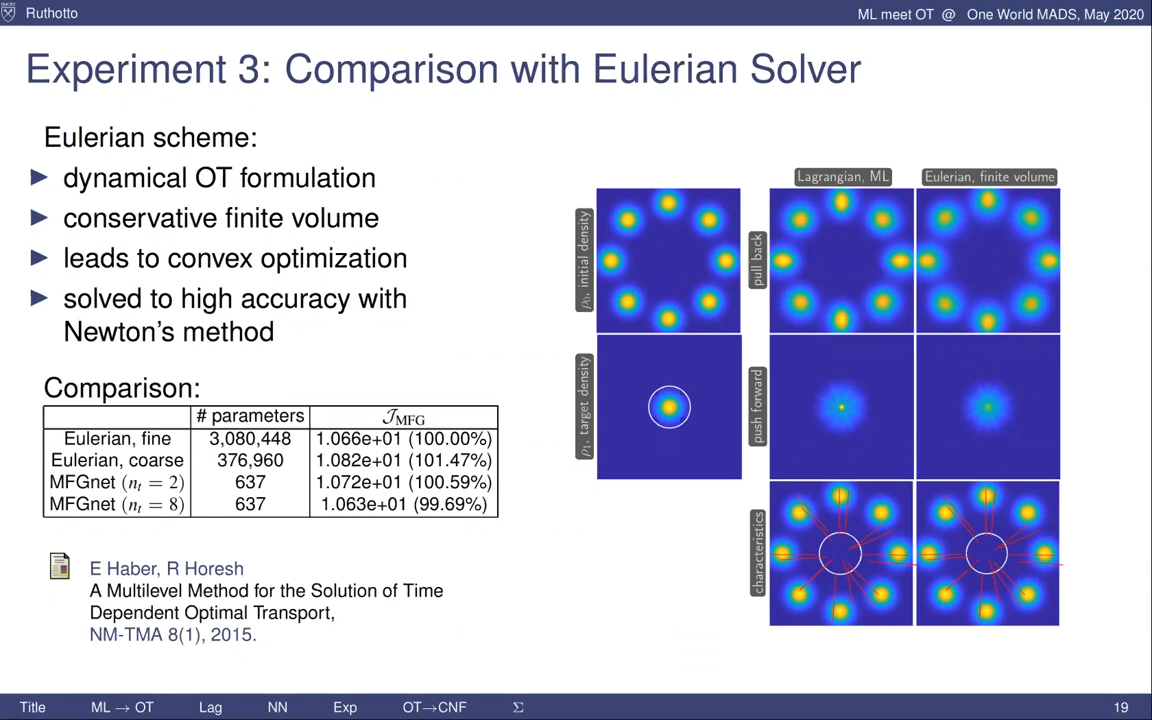 Ruthotto
ML meet OT @ One World MADS, May 2020
Experiment 3: Comparison with Eulerian Solver
Eulerian scheme:
▶ dynamical OT formulation
▶ conservative finite volume
▶ leads to convex optimization
▶ solved to high accuracy with
Newton's method
Comparison:
# parameters 𝒥MFG
Eulerian, fine 3,080,448 1.066e+01 (100.00%)
Eulerian, coarse 376,960 1.082e+01 (101.47%)
MFGnet (nt = 2) 637 1.072e+01 (100.59%)
MFGnet (nt = 8) 637 1.063e+01 (99.69%)
E Haber, R Horesh
A Multilevel Method for the Solution of Time
Dependent Optimal Transport,
NM-TMA 8(1), 2015.
Lagrangian, ML
Eulerian, finite volume
ρ0, initial density
pull back
ρ1, target density
push forward
characteristics
Title ML → OT Lag NN Exp OT→CNF Σ
19